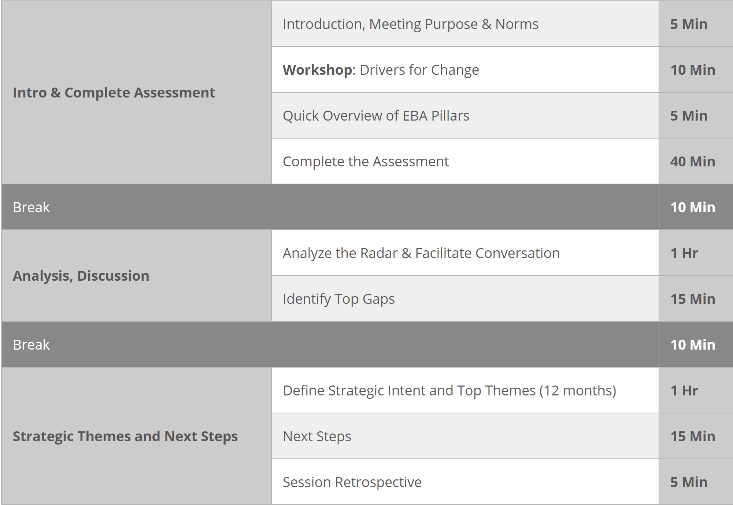 Intro & Complete Assessment
Introduction, Meeting Purpose & Norms 5 Min
Workshop: Drivers for Change 10 Min
Quick Overview of EBA Pillars 5 Min
Complete the Assessment 40 Min
Break 10 Min
Analysis, Discussion
Analyze the Radar & Facilitate Conversation 1 Hr
Identify Top Gaps 15 Min
Break 10 Min
Strategic Themes and Next Steps
Define Strategic Intent and Top Themes (12 months) 1 Hr
Next Steps 15 Min
Session Retrospective 5 Min